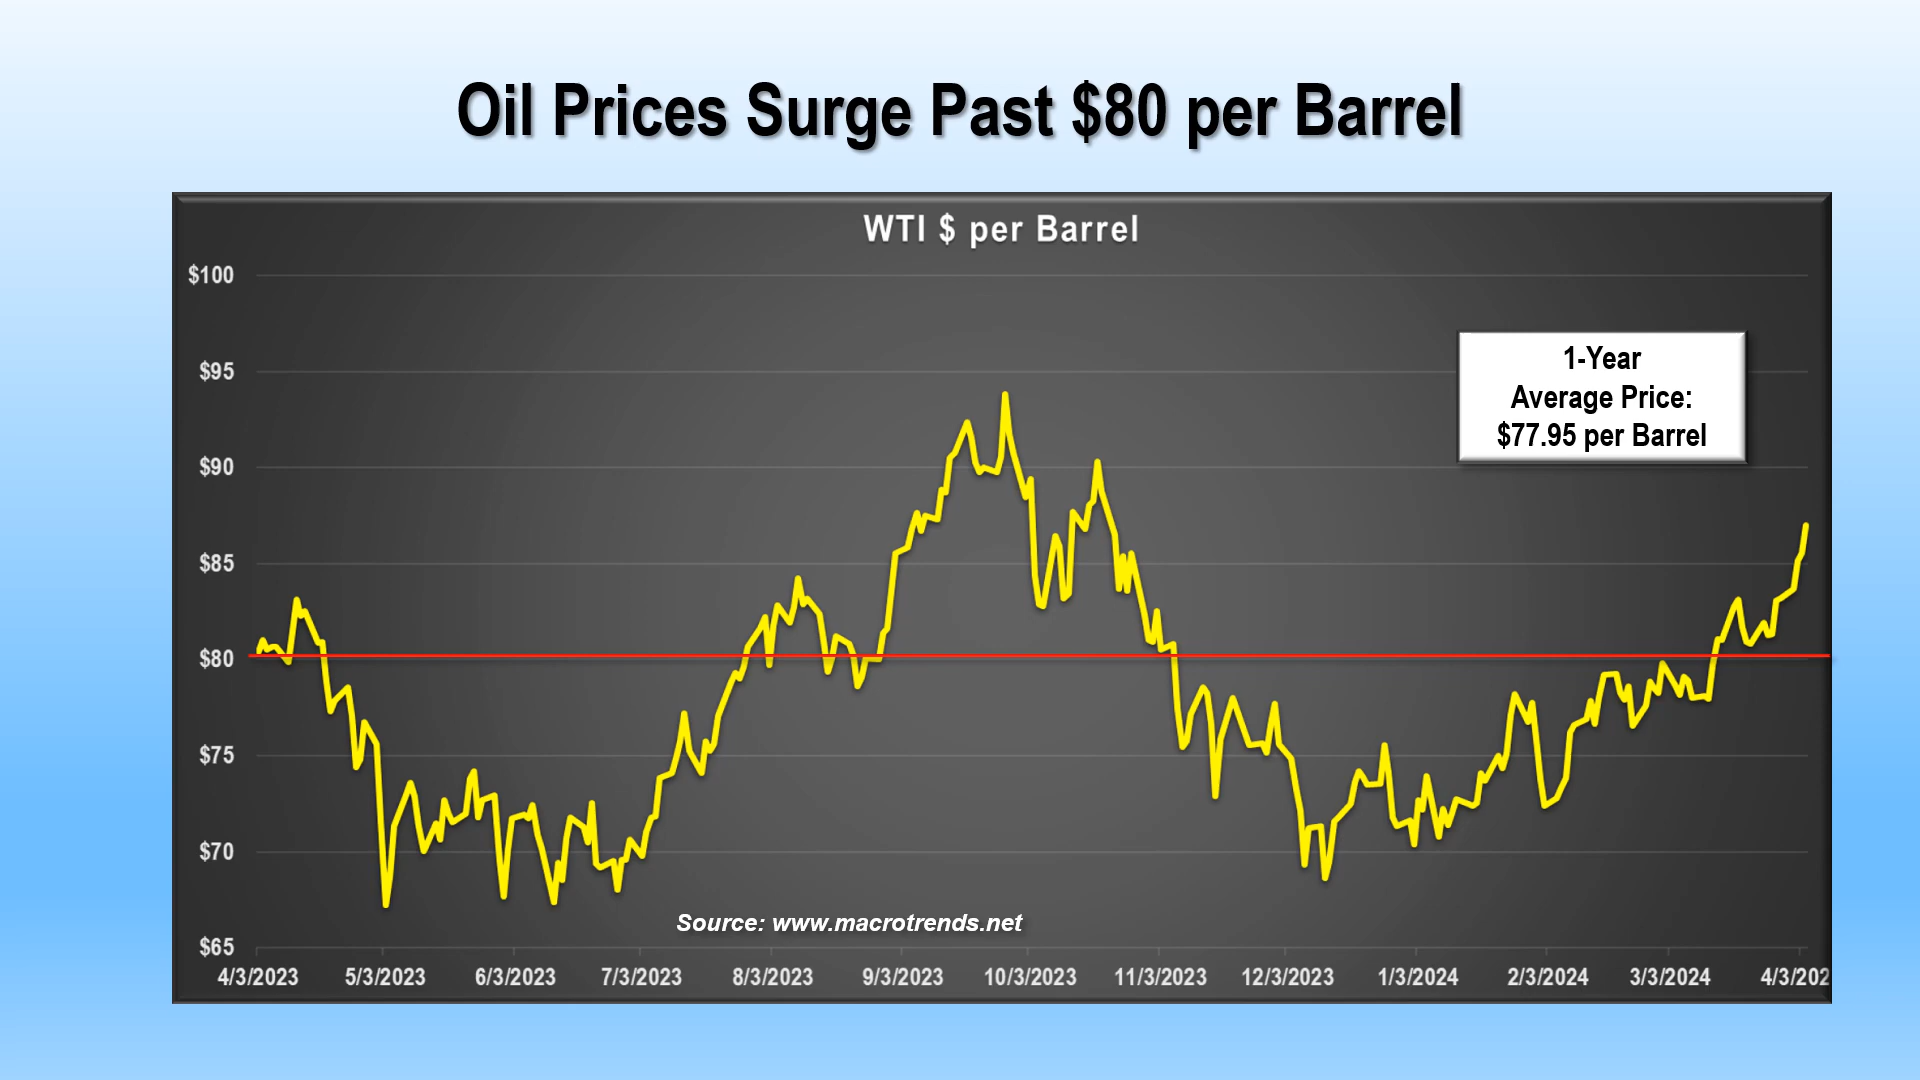 Oil Prices Surge Past $80 per Barrel
WTI $ per Barrel
$100
$95
$90
$85
$80
$75
$70
$65
1-Year
Average Price:
$77.95 per Barrel
Source: www.macrotrends.net
4/3/2023 5/3/2023 6/3/2023 7/3/2023 8/3/2023 9/3/2023 10/3/2023 11/3/2023 12/3/2023 1/3/2024 2/3/2024 3/3/2024 4/3/202